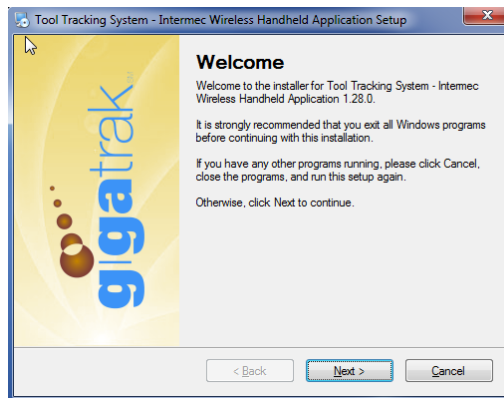 Tool Tracking System - Intermec Wireless Handheld Application Setup
Welcome
Welcome to the installer for Tool Tracking System - Intermec
Wireless Handheld Application 1.28.0.
It is strongly recommended that you exit all Windows programs
before continuing with this installation.
If you have any other programs running, please click Cancel,
close the programs, and run this setup again.
Otherwise, click Next to continue.
gigatrak
< Back
Next >
Cancel